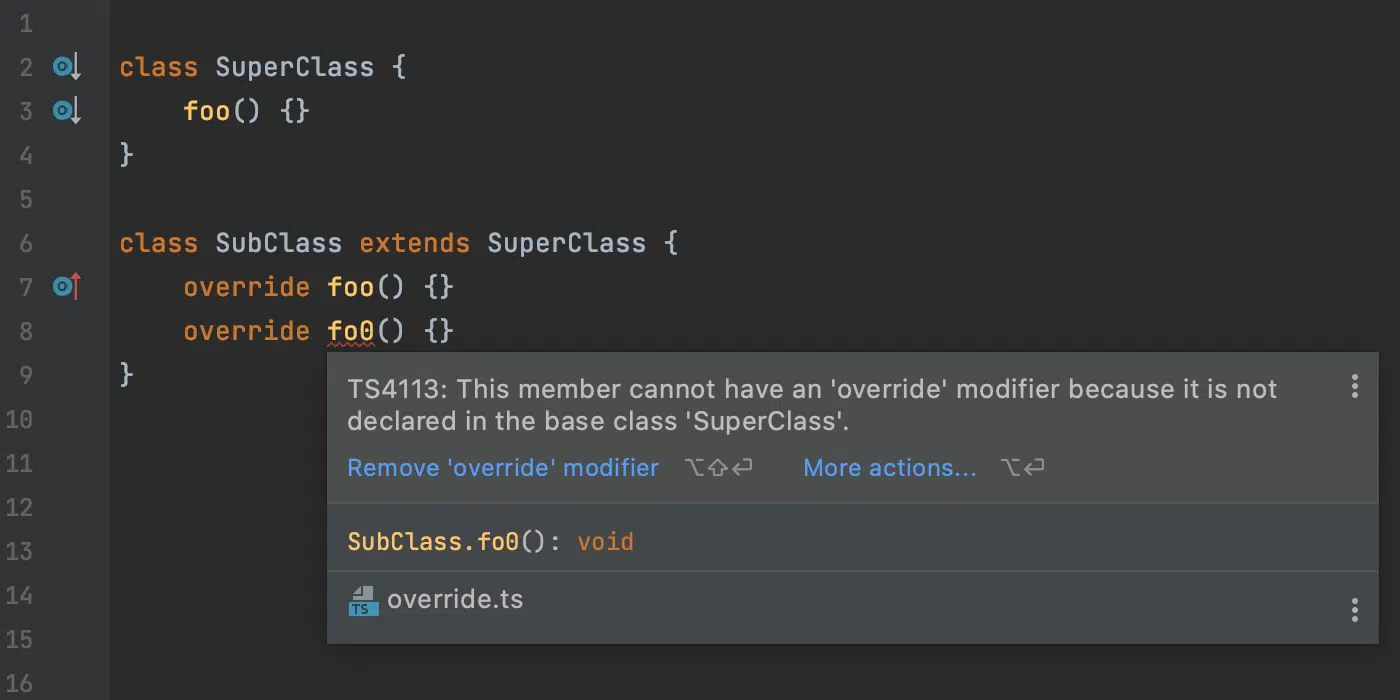 1
2 class SuperClass {
3 foo() {}
4 }
5
6 class SubClass extends SuperClass {
7 override foo() {}
8 override fo0() {}
9 }
TS4113: This member cannot have an 'override' modifier because it is not
10
declared in the base class 'SuperClass'.
11 Remove 'override' modifier ⌥⇧⏎ More actions... ⌥⏎
12
13 SubClass.fo0(): void
14 TS override.ts
15
16